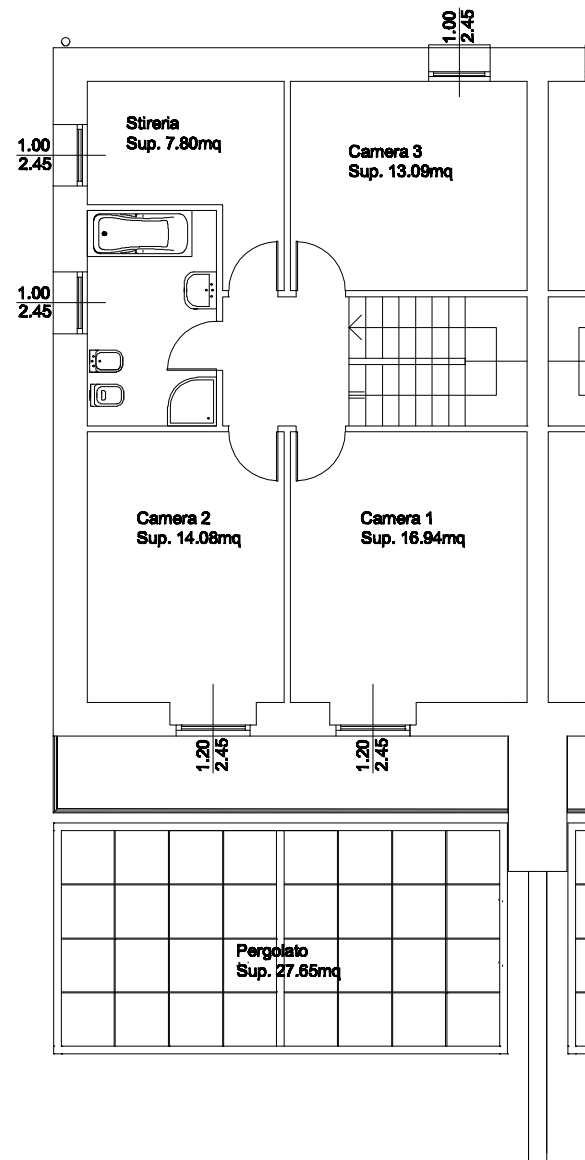 1.00
2.45
Stireria
Sup. 7.80mq
1.00
2.45
Camera 3
Sup. 13.09mq
1.00
2.45
Camera 2
Sup. 14.08mq
Camera 1
Sup. 16.94mq
1.20
2.45
1.20
2.45
Pergolato
Sup. 27.65mq